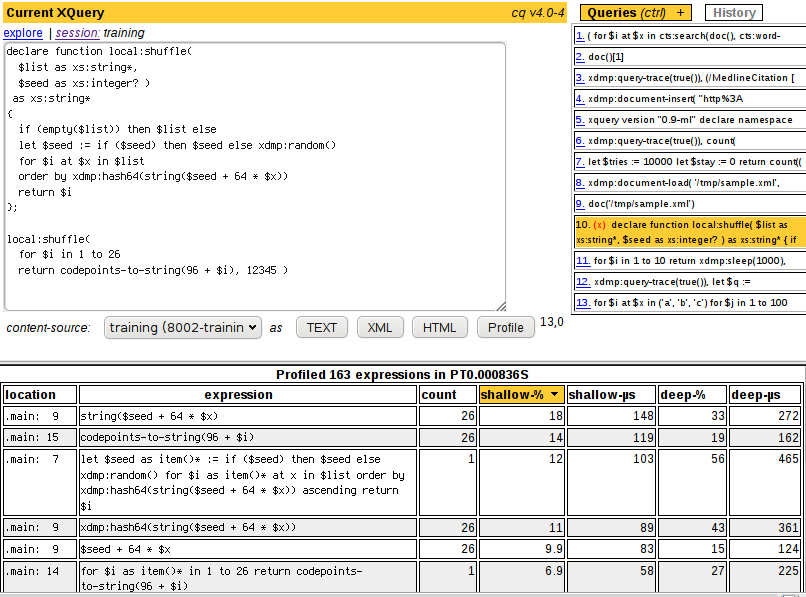 Current XQuery cq v4.0-4
explore | session: training
declare function local:shuffle(
$list as xs:string*,
$seed as xs:integer? )
as xs:string*
{
if (empty($list)) then $list else
let $seed := if ($seed) then $seed else xdmp:random()
for $i at $x in $list
order by xdmp:hash64(string($seed + 64 * $x))
return $i
};
local:shuffle(
for $i in 1 to 26
return codepoints-to-string(96 + $i), 12345 )
content-source: training (8002-trainin as TEXT XML HTML Profile 13,0
Queries (ctrl) + History
1. ( for $i at $x in cts:search(doc(), cts:word-
2. doc()[1]
3. xdmp:query-trace(true()), (/MedlineCitation [
4. xdmp:document-insert( "http%3A
5. xquery version "0.9-ml" declare namespace
6. xdmp:query-trace(true()), count(
7. let $tries := 10000 let $stay := 0 return count((
8. xdmp:document-load( '/tmp/sample.xml',
9. doc('/tmp/sample.xml')
10. (x) declare function local:shuffle( $list as
xs:string*, $seed as xs:integer? ) as xs:string* { if
11. for $i in 1 to 10 return xdmp:sleep(1000),
12. xdmp:query-trace(true()), let $q :=
13. for $i at $x in ('a', 'b', 'c') for $j in 1 to 100
Profiled 163 expressions in PT0.000836S
location expression count shallow-% shallow-µs deep-% deep-µs
.main: 9 string($seed + 64 * $x) 26 18 148 33 272
.main: 15 codepoints-to-string(96 + $i) 26 14 119 19 162
.main: 7 let $seed as item()* := if ($seed) then $seed else 1 12 103 56 465
xdmp:random() for $i as item()* at x in $list order by
xdmp:hash64(string($seed + 64 * $x)) ascending return
$i
.main: 9 xdmp:hash64(string($seed + 64 * $x)) 26 11 89 43 361
.main: 9 $seed + 64 * $x 26 9.9 83 15 124
.main: 14 for $i as item()* in 1 to 26 return codepoints- 1 6.9 58 27 225
to-string(96 + $i)